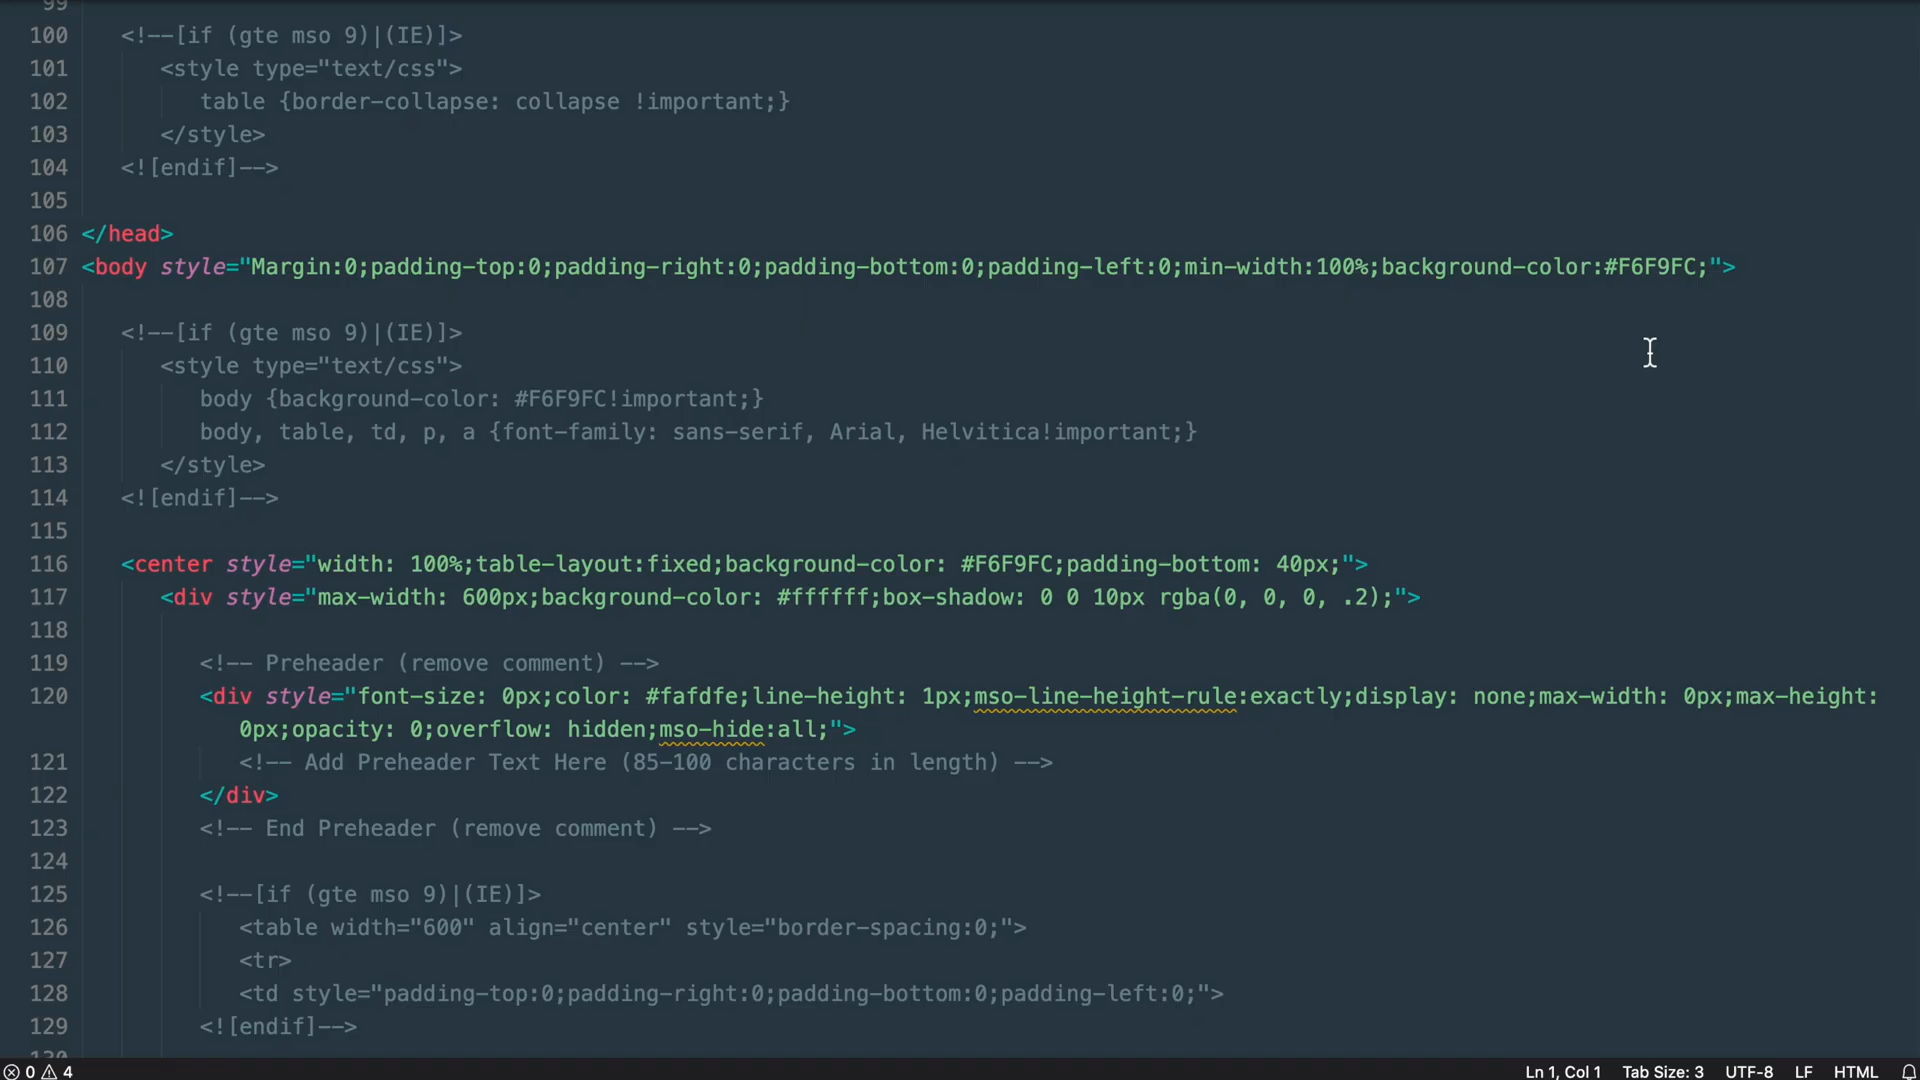 99
100 <!--[if (gte mso 9)|(IE)]>
101 <style type="text/css">
102 table {border-collapse: collapse !important;}
103 </style>
104 <![endif]-->
105
106 </head>
107 <body style="Margin:0;padding-top:0;padding-right:0;padding-bottom:0;padding-left:0;min-width:100%;background-color:#F6F9FC;">
108
109 <!--[if (gte mso 9)|(IE)]>
110 <style type="text/css">
111 body {background-color: #F6F9FC!important;}
112 body, table, td, p, a {font-family: sans-serif, Arial, Helvitica!important;}
113 </style>
114 <![endif]-->
115
116 <center style="width: 100%;table-layout:fixed;background-color: #F6F9FC;padding-bottom: 40px;">
117 <div style="max-width: 600px;background-color: #ffffff;box-shadow: 0 0 10px rgba(0, 0, 0, .2);">
118
119 <!-- Preheader (remove comment) -->
120 <div style="font-size: 0px;color: #fafdfe;line-height: 1px;mso-line-height-rule:exactly;display: none;max-width: 0px;max-height:
0px;opacity: 0;overflow: hidden;mso-hide:all;">
121 <!-- Add Preheader Text Here (85-100 characters in length) -->
122 </div>
123 <!-- End Preheader (remove comment) -->
124
125 <!--[if (gte mso 9)|(IE)]>
126 <table width="600" align="center" style="border-spacing:0;">
127 <tr>
128 <td style="padding-top:0;padding-right:0;padding-bottom:0;padding-left:0;">
129 <![endif]-->
130
0 4 Ln 1, Col 1 Tab Size: 3 UTF-8 LF HTML